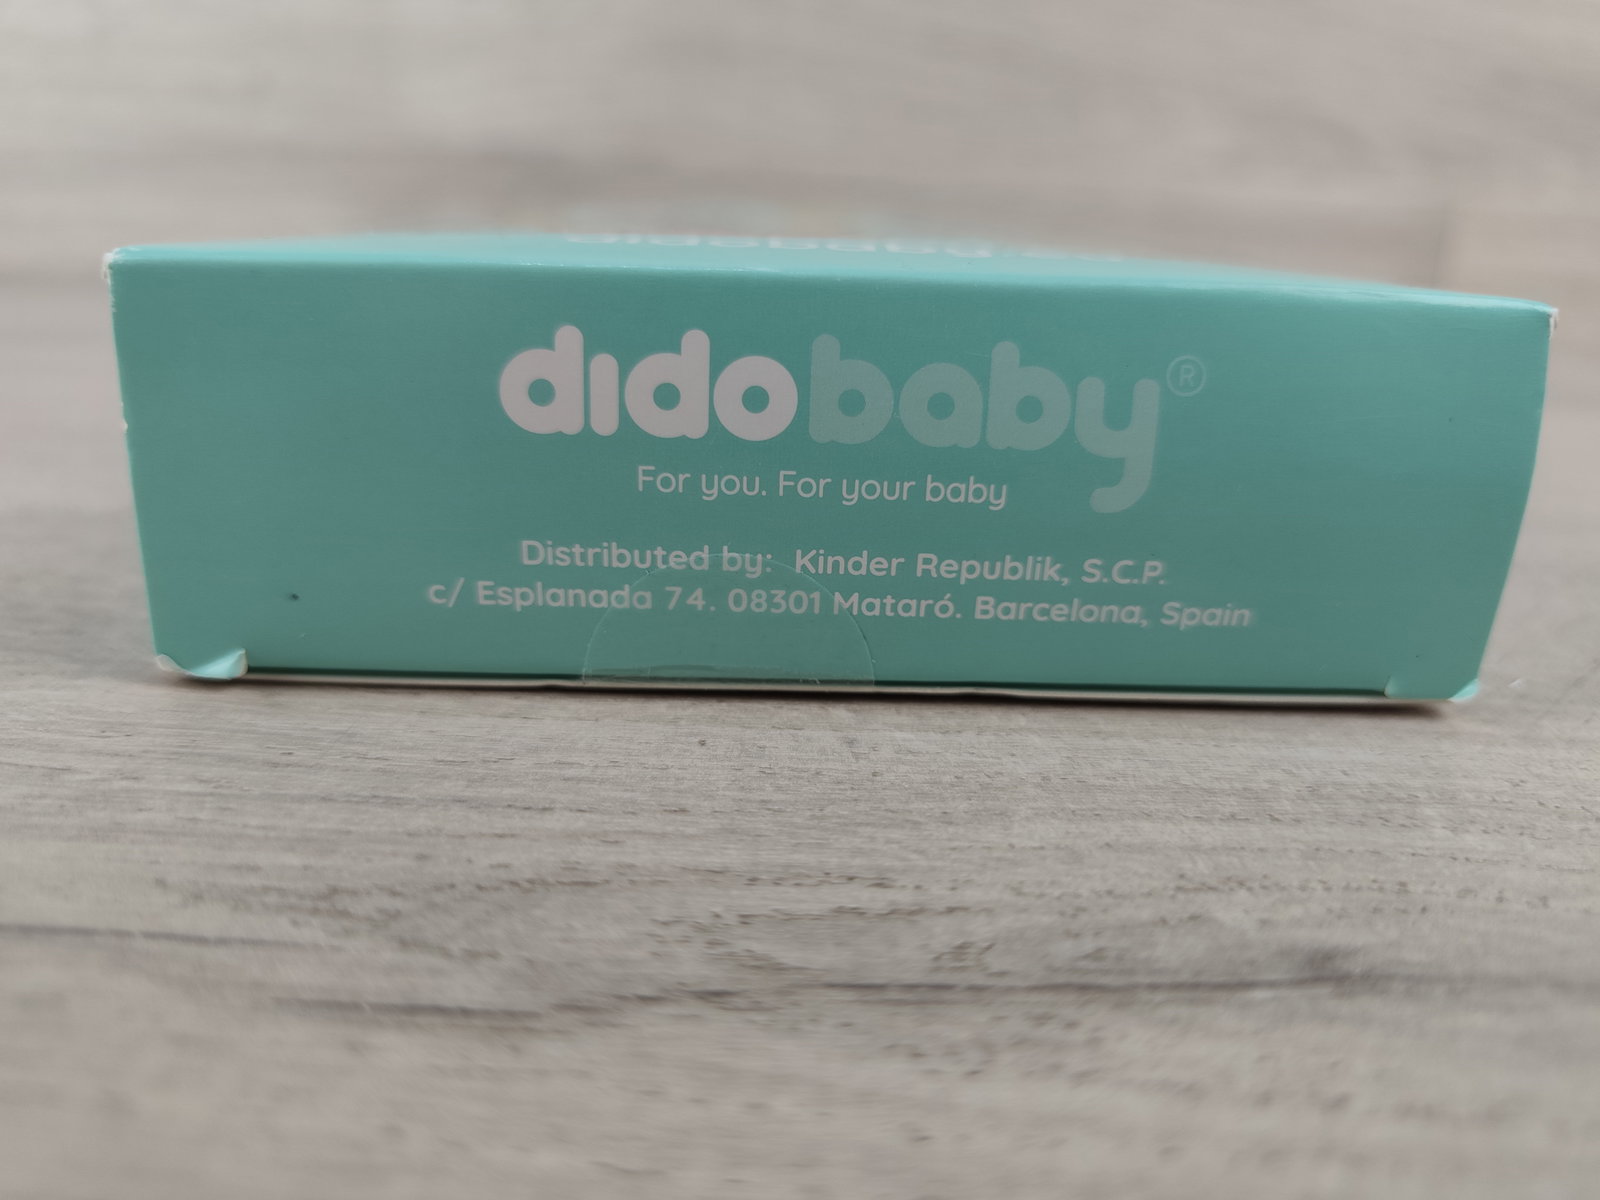 didobaby®
For you. For your baby
Distributed by: Kinder Republik, S.C.P.
c/ Esplanada 74. 08301 Mataró. Barcelona, Spain